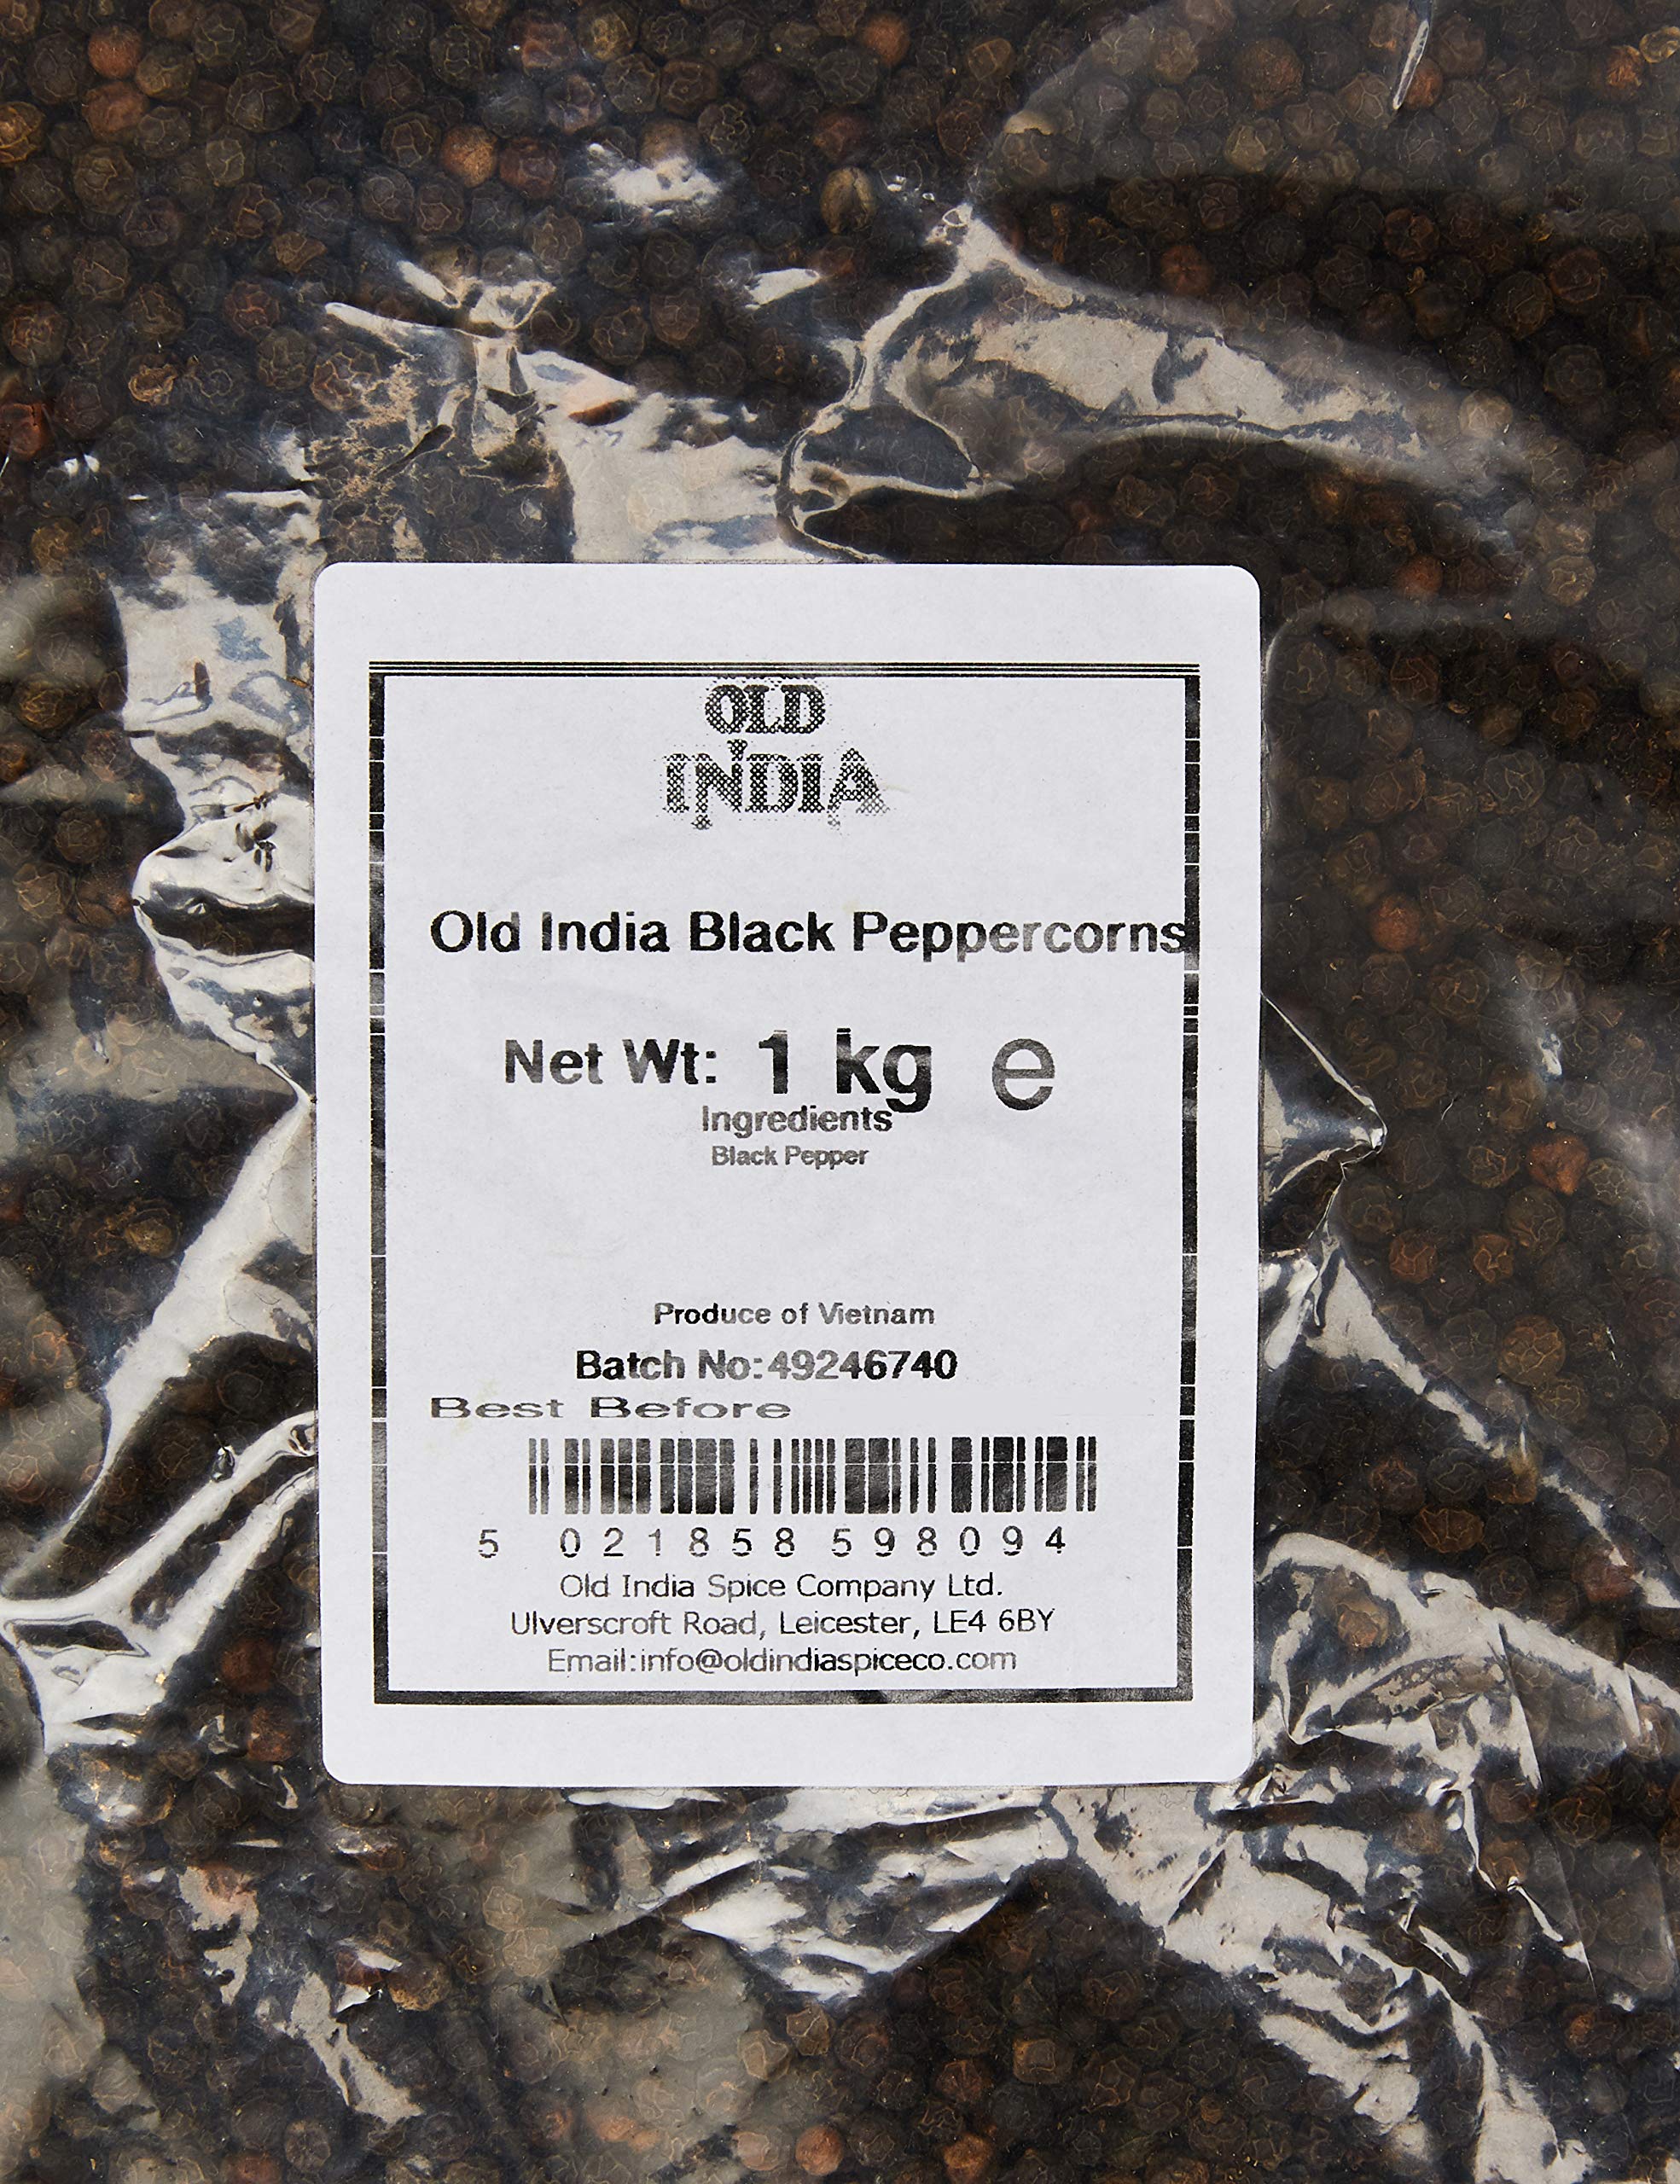 OLD
INDIA
Old India Black Peppercorns
Net Wt: 1 kg e
Ingredients
Black Pepper
Produce of Vietnam
Batch No:49246740
Best Before
5 021858 598094
Old India Spice Company Ltd.
Ulverscroft Road, Leicester, LE4 6BY
Email:info@oldindiaspiceco.com